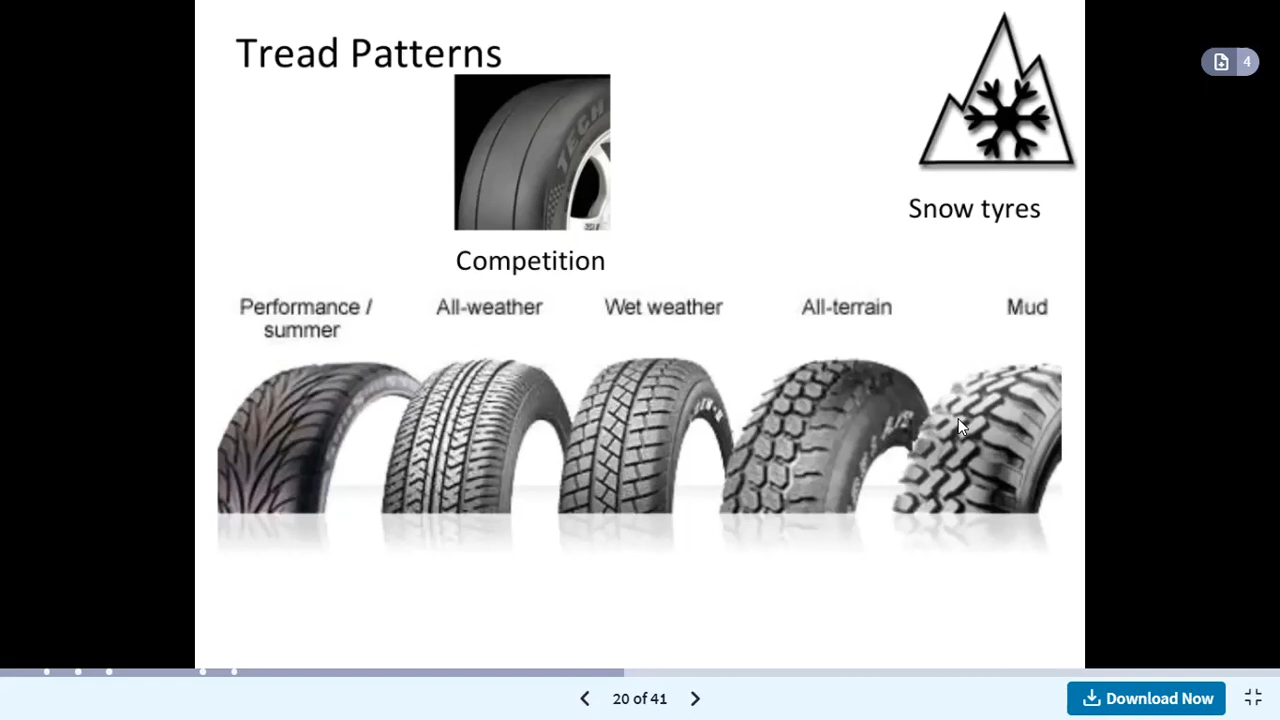 Tread Patterns
4
TECH
Snow tyres
Competition
Performance /
summer
All-weather
Wet weather
All-terrain
Mud
20 of 41
Download Now